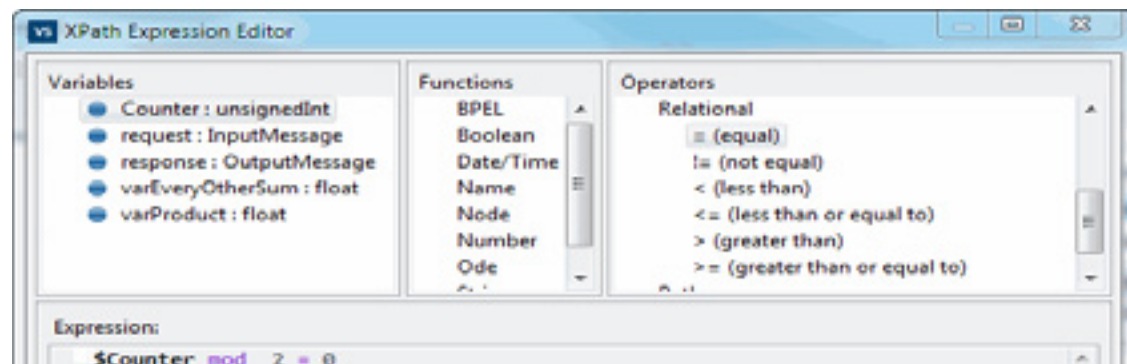 VS XPath Expression Editor
Variables
Counter : unsignedInt
request : InputMessage
response : OutputMessage
varEveryOtherSum : float
varProduct : float
Functions
BPEL
Boolean
Date/Time
Name
Node
Number
Ode
Operators
Relational
= (equal)
!= (not equal)
< (less than)
<= (less than or equal to)
> (greater than)
>= (greater than or equal to)
Expression:
$Counter mod 2 = 0